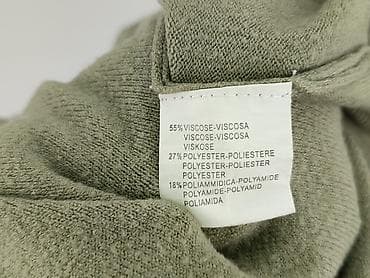 55%VISCOSE-VISCOSA
VISCOSE-VISCOSA
VISKOSE
27%POLYESTER-POLIESTERE
POLYESTER-POLIESTER
POLYESTER
18%POLIAMMIDICA-POLYAMIDE
POLYAMIDE-POLYAMID
POLIAMIDA